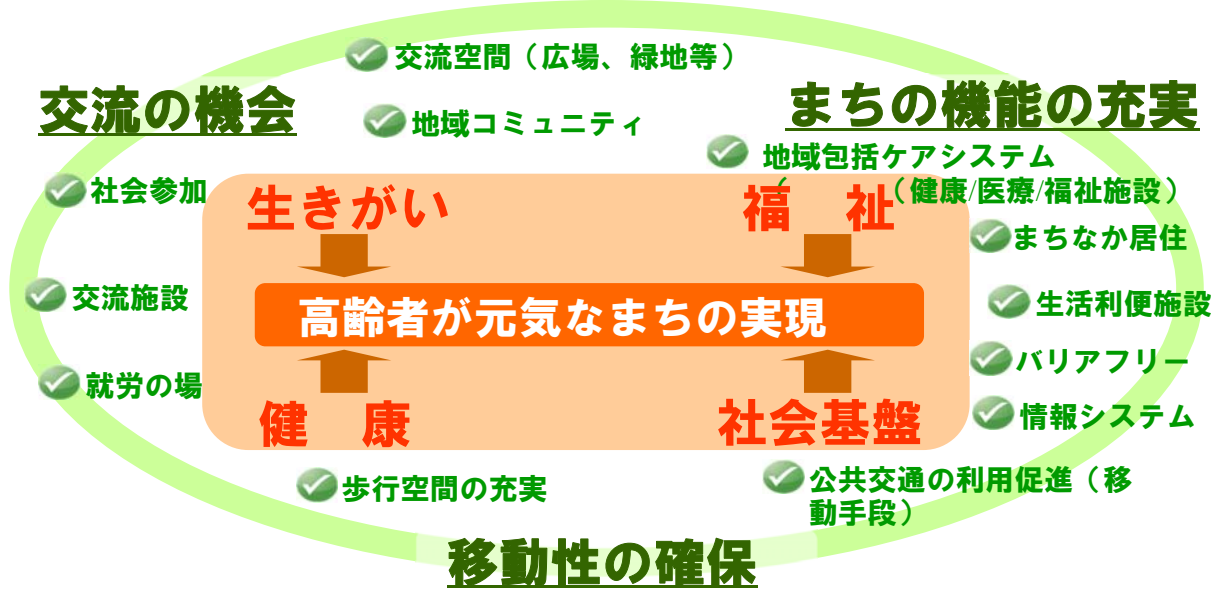 交流空間（広場、緑地等）
交流の機会
まちの機能の充実
地域コミュニティ
地域包括ケアシステム
（　　　　（健康/医療/福祉施設）
社会参加
生きがい
福　祉
まちなか居住
交流施設
高齢者が元気なまちの実現
生活利便施設
就労の場
バリアフリー
健　康
社会基盤
情報システム
歩行空間の充実
公共交通の利用促進（移
動手段）
移動性の確保